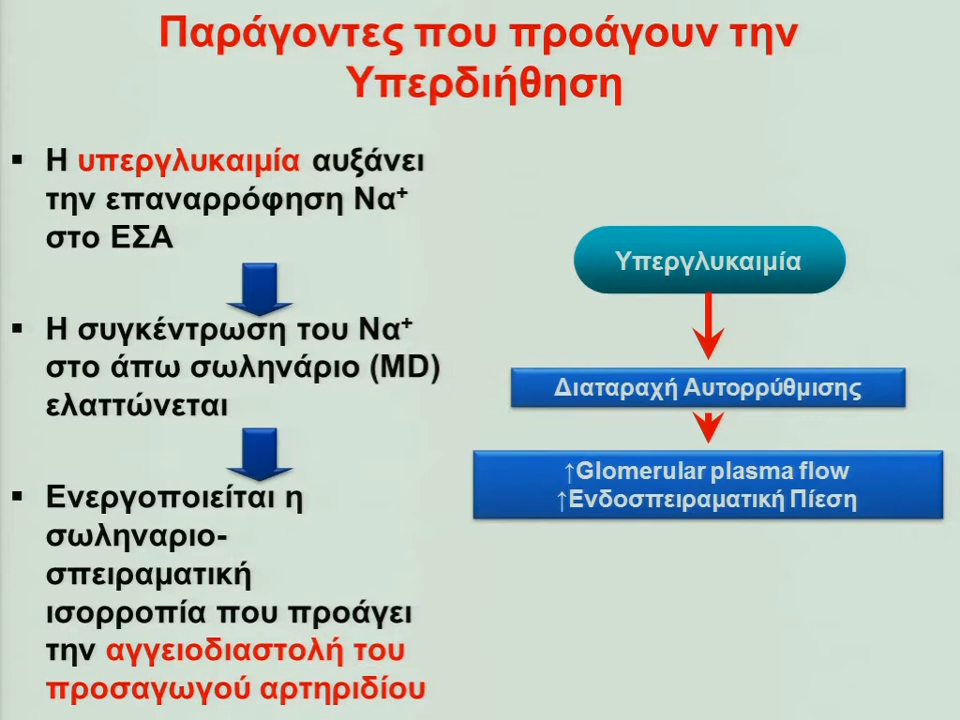 Παράγοντες που προάγουν την
Υπερδιήθηση
▪ Η υπεργλυκαιμία αυξάνει
την επαναρρόφηση Να⁺
στο ΕΣΑ
▪ Η συγκέντρωση του Να⁺
στο άπω σωληνάριο (MD)
ελαττώνεται
▪ Ενεργοποιείται η
σωληναριο-
σπειραματική
ισορροπία που προάγει
την αγγειοδιαστολή του
προσαγωγού αρτηριδίου
Υπεργλυκαιμία
Διαταραχή Αυτορρύθμισης
↑Glomerular plasma flow
↑Ενδοσπειραματική Πίεση